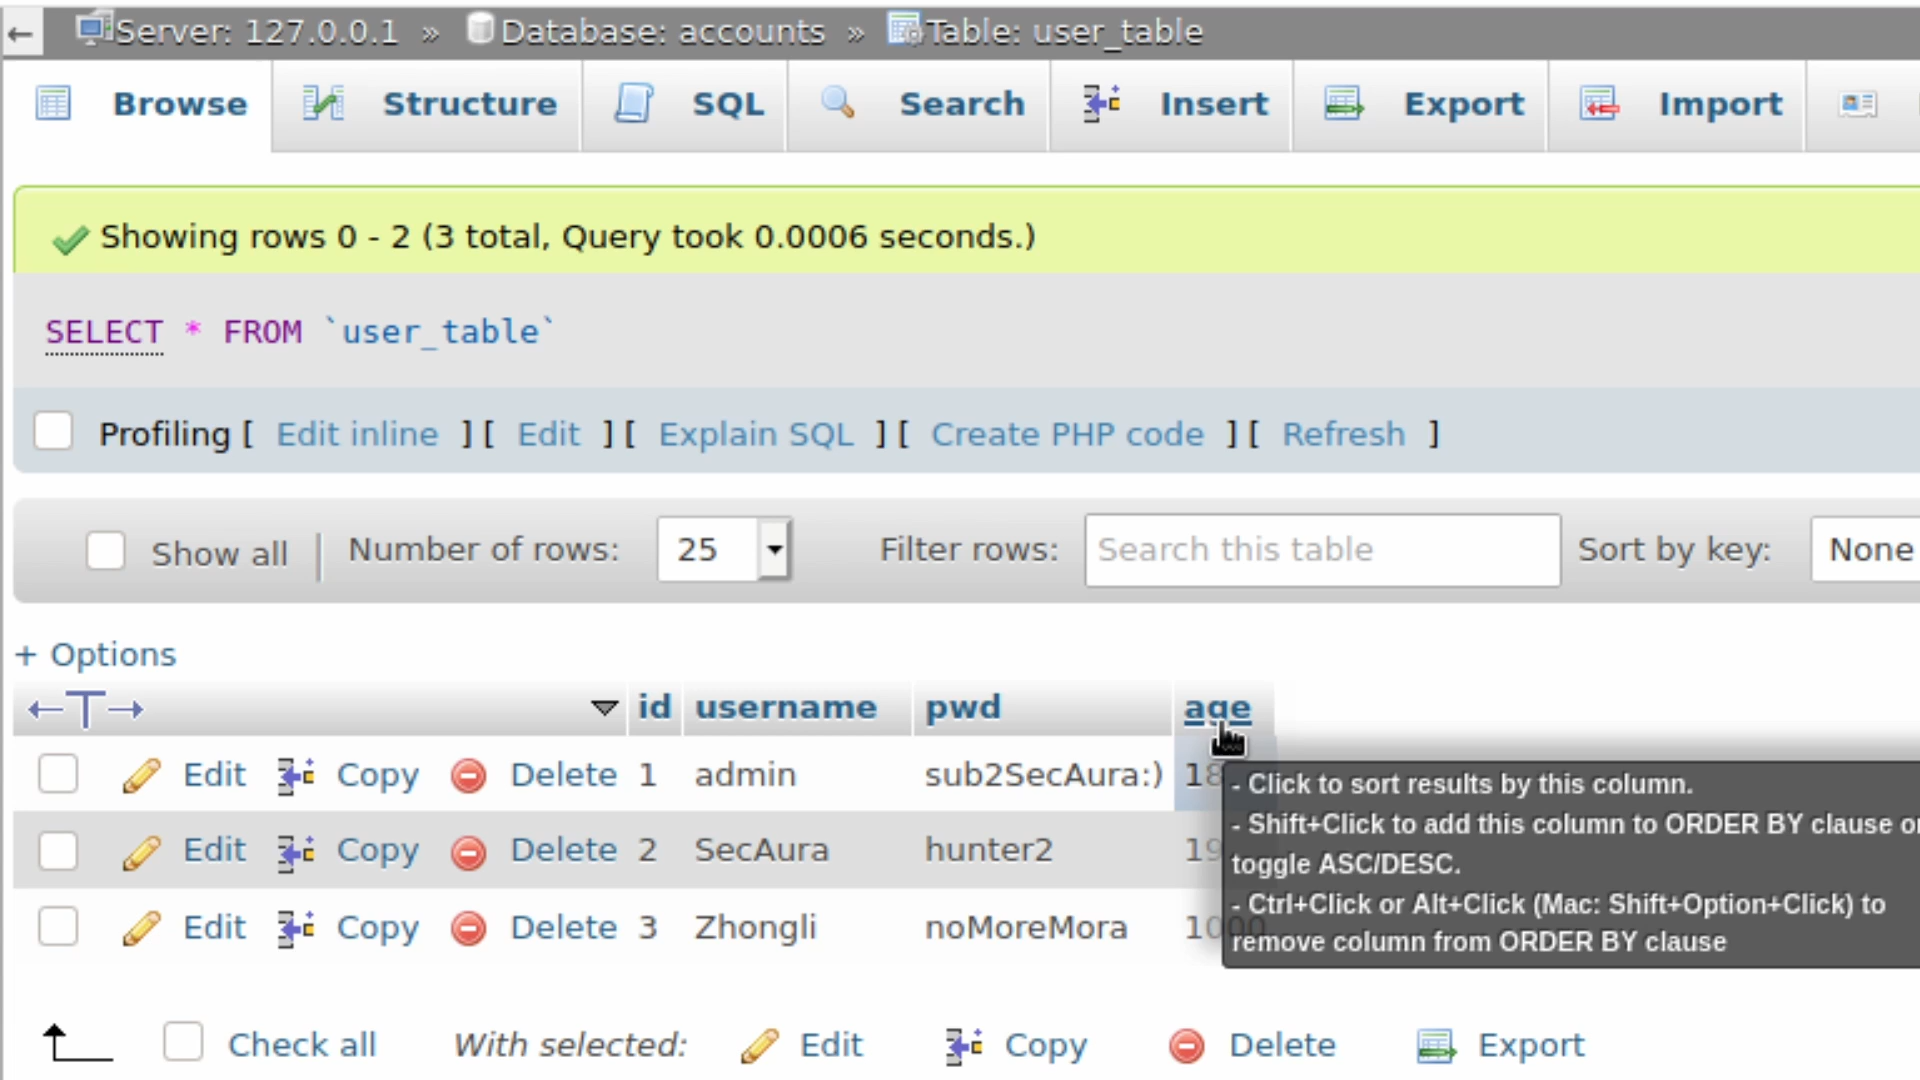 Server: 127.0.0.1 » Database: accounts » Table: user_table
Browse Structure SQL Search Insert Export Import
Showing rows 0 - 2 (3 total, Query took 0.0006 seconds.)
SELECT * FROM `user_table`
Profiling [ Edit inline ] [ Edit ] [ Explain SQL ] [ Create PHP code ] [ Refresh ]
Show all | Number of rows: 25 Filter rows: Search this table Sort by key: None
+ Options
←T→ id username pwd age
Edit Copy Delete 1 admin sub2SecAura:) 18
Edit Copy Delete 2 SecAura hunter2 19
Edit Copy Delete 3 Zhongli noMoreMora 1000
- Click to sort results by this column.
- Shift+Click to add this column to ORDER BY clause or
toggle ASC/DESC.
- Ctrl+Click or Alt+Click (Mac: Shift+Option+Click) to
remove column from ORDER BY clause
Check all With selected: Edit Copy Delete Export